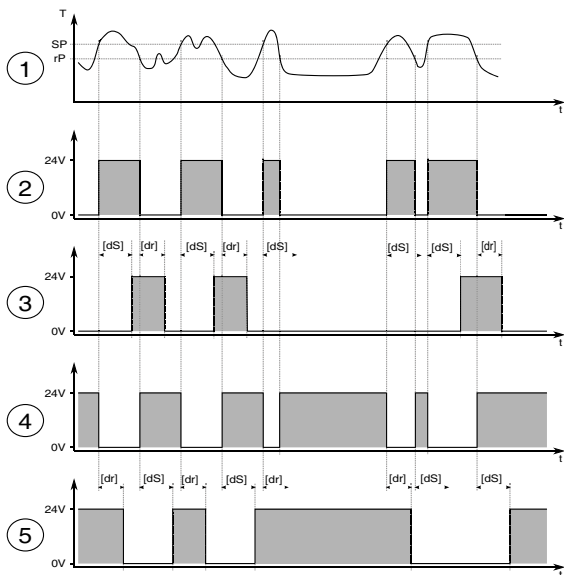 T
SP
rP
1
t
24V
2
0V
t
[dS] [dr] [dS] [dr] [dS] [dS] [dS] [dr]
24V
3
0V
t
24V
4
0V
t
[dr] [dS] [dr] [dS] [dr] [dr] [dS] [dS]
24V
5
0V
t